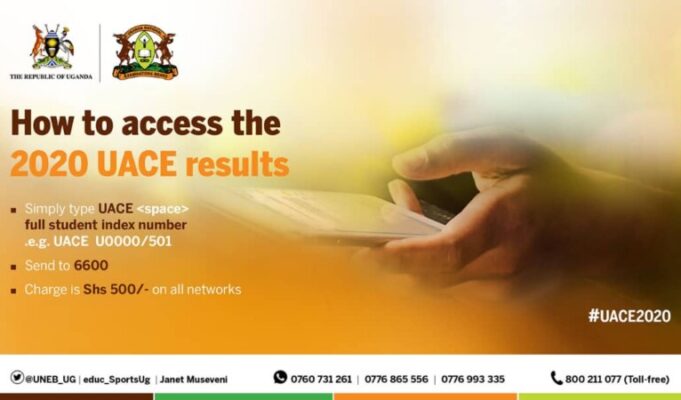 THE REPUBLIC OF UGANDA
How to access the
2020 UACE results
Simply type UACE <space>
full student index number
.e.g. UACE U0000/501
Send to 6600
Charge is Shs 500/- on all networks
#UACE2020
@UNEB_UG | educ_SportsUg | Janet Museveni
0760 731 261 | 0776 865 556 | 0776 993 335
800 211 077 (Toll-free)